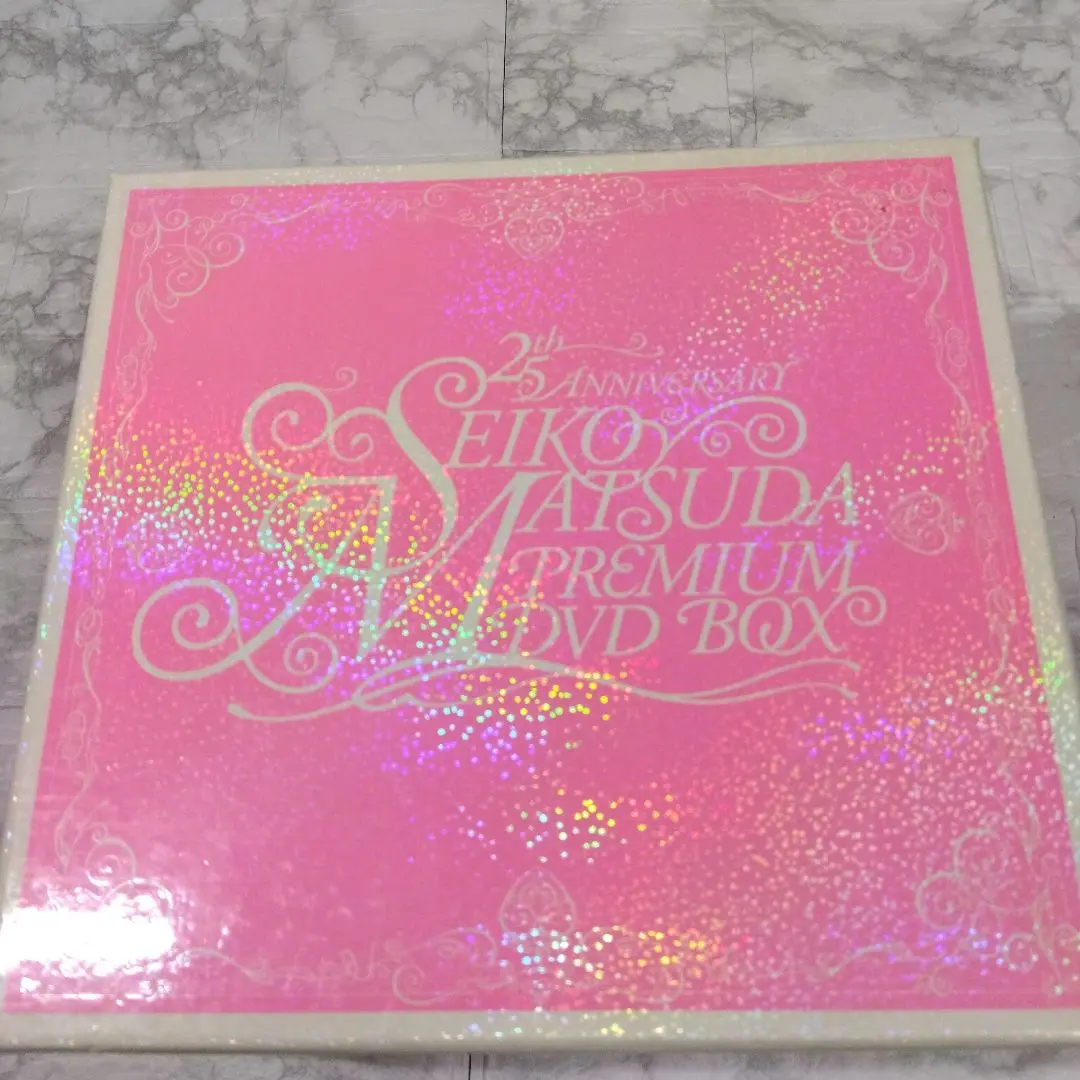 25th ANNIVERSARY
SEIKO
MATSUDA
PREMIUM
DVD BOX